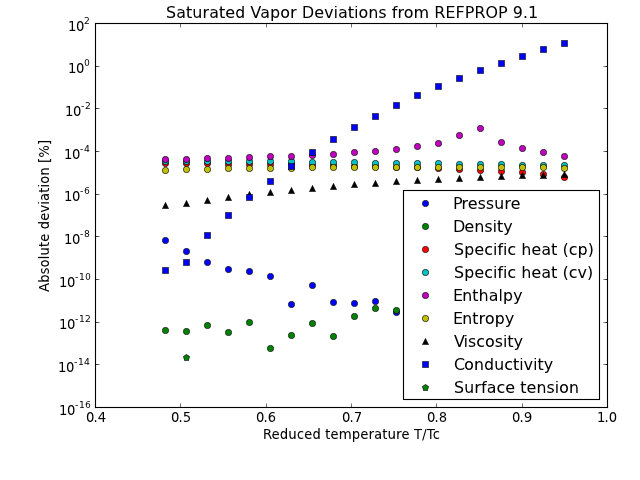 Saturated Vapor Deviations from REFPROP 9.1
Absolute deviation [%]
10^2
10^0
10^-2
10^-4
10^-6
10^-8
10^-10
10^-12
10^-14
10^-16
Pressure
Density
Specific heat (cp)
Specific heat (cv)
Enthalpy
Entropy
Viscosity
Conductivity
Surface tension
0.4 0.5 0.6 0.7 0.8 0.9 1.0
Reduced temperature T/Tc